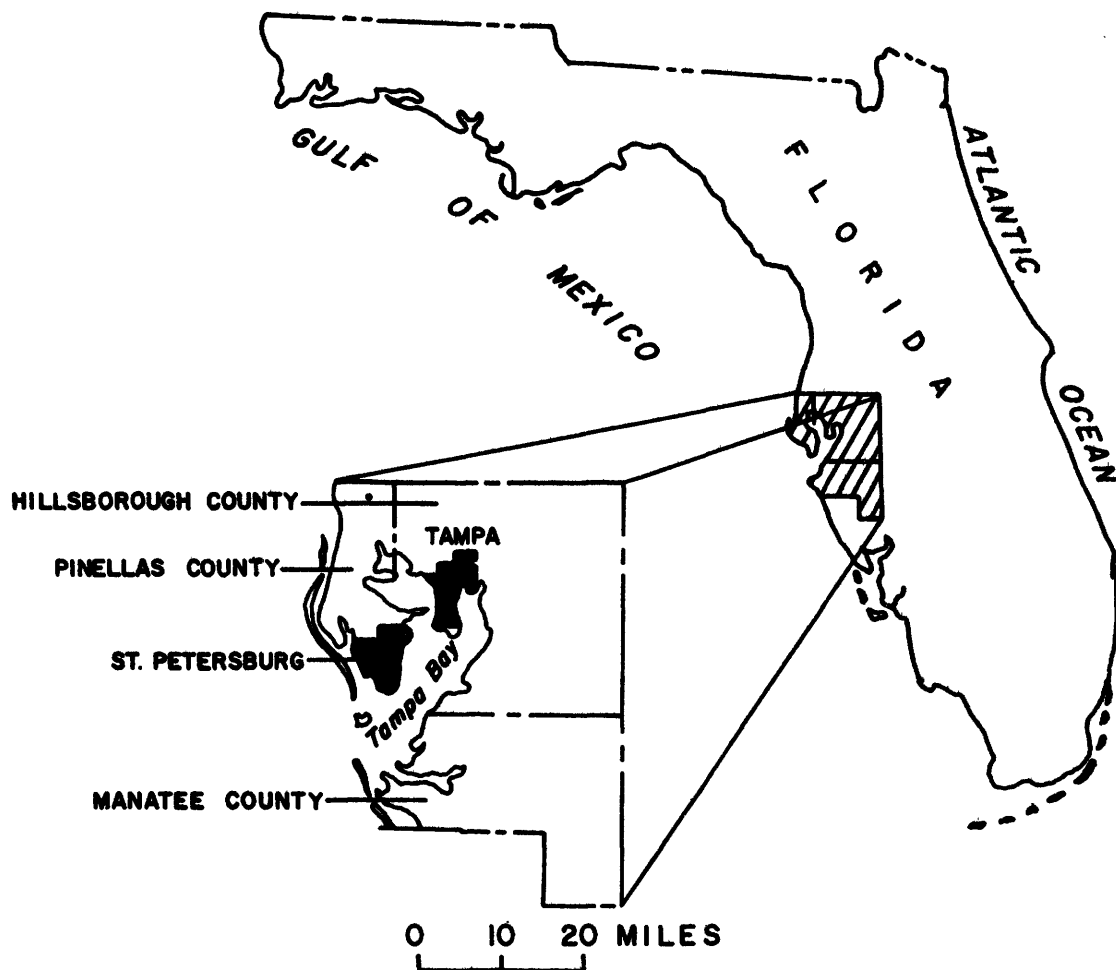 GULF
OF
MEXICO
FLORIDA
ATLANTIC
OCEAN
HILLSBOROUGH COUNTY
TAMPA
PINELLAS COUNTY
ST. PETERSBURG
Tampa Bay
MANATEE COUNTY
0 10 20 MILES